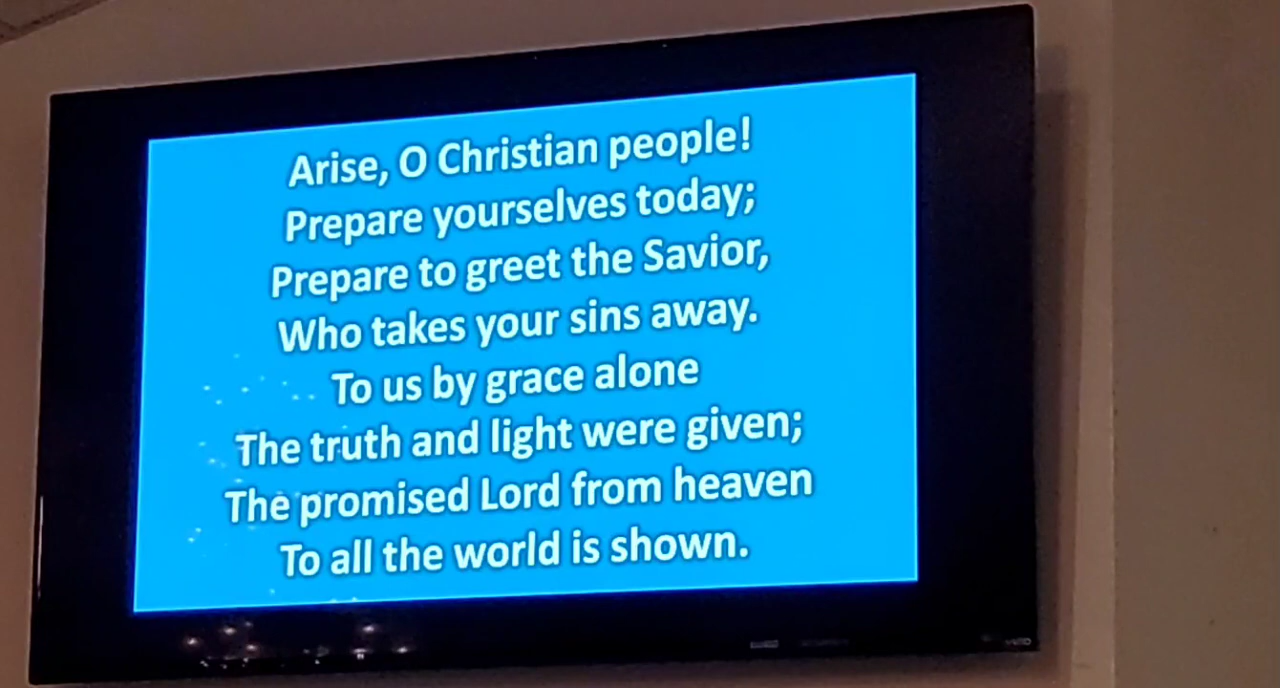 Arise, O Christian people!
Prepare yourselves today;
Prepare to greet the Savior,
Who takes your sins away.
To us by grace alone
The truth and light were given;
The promised Lord from heaven
To all the world is shown.